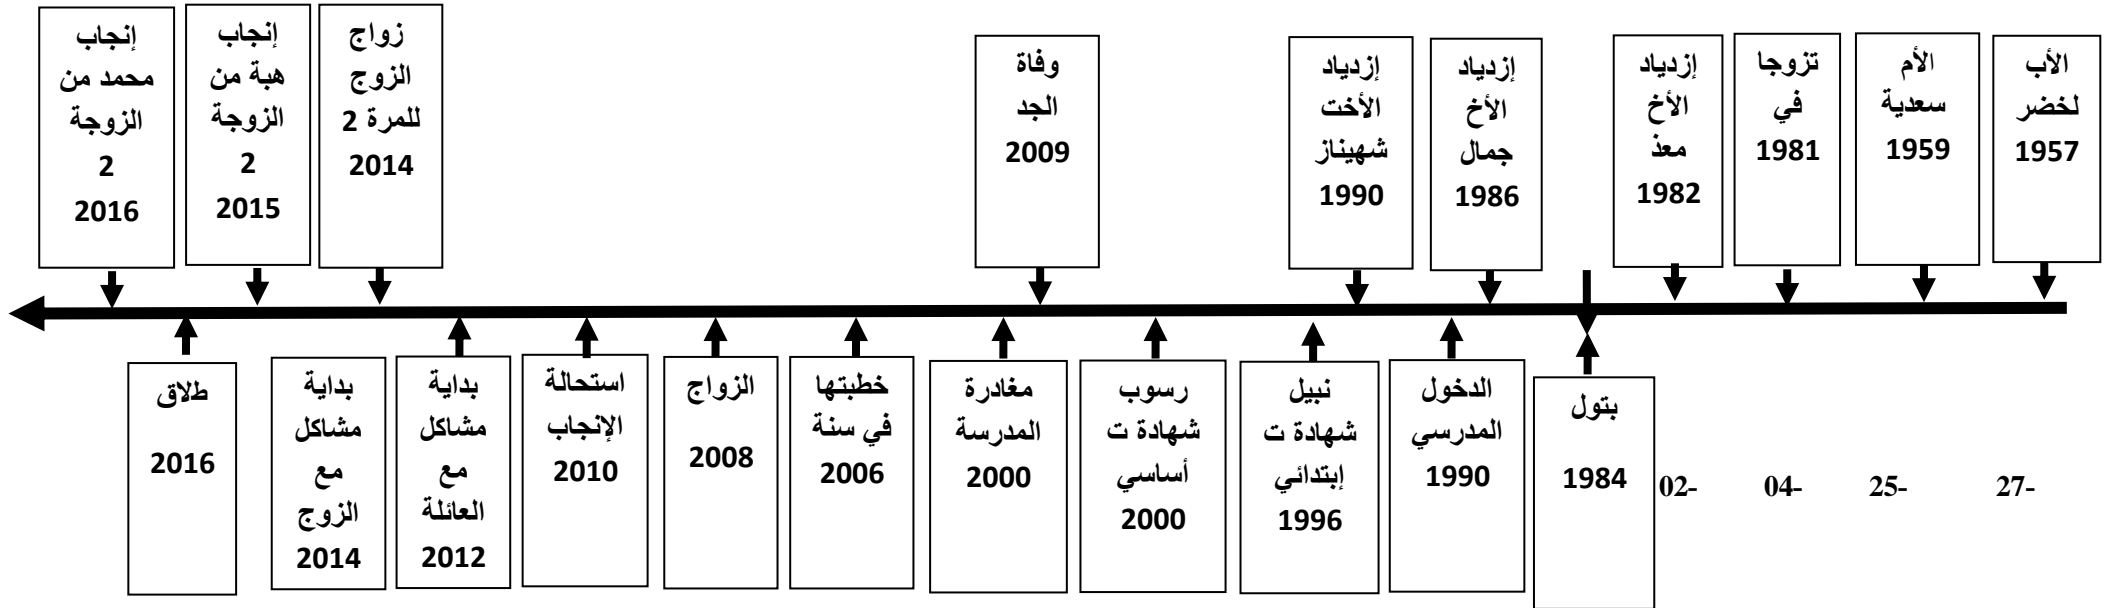 الأب
لخضر
1957
الأم
سعدية
1959
تزوجا
في
1981
إزدياد
الأخ
معذ
1982
إزدياد
الأخ
جمال
1986
إزدياد
الأخت
شهيناز
1990
وفاة
الجد
2009
زواج
الزوج
للمرة 2
2014
إنجاب
هبة من
الزوجة
2
2015
إنجاب
محمد من
الزوجة
2
2016
27-
25-
04-
02-
بتول
1984
الدخول
المدرسي
1990
نبيل
شهادة ت
إبتدائي
1996
رسوب
شهادة ت
أساسي
2000
مغادرة
المدرسة
2000
خطبتها
في سنة
2006
الزواج
2008
استحالة
الإنجاب
2010
بداية
مشاكل
مع
العائلة
2012
بداية
مشاكل
مع
الزوج
2014
طلاق
2016